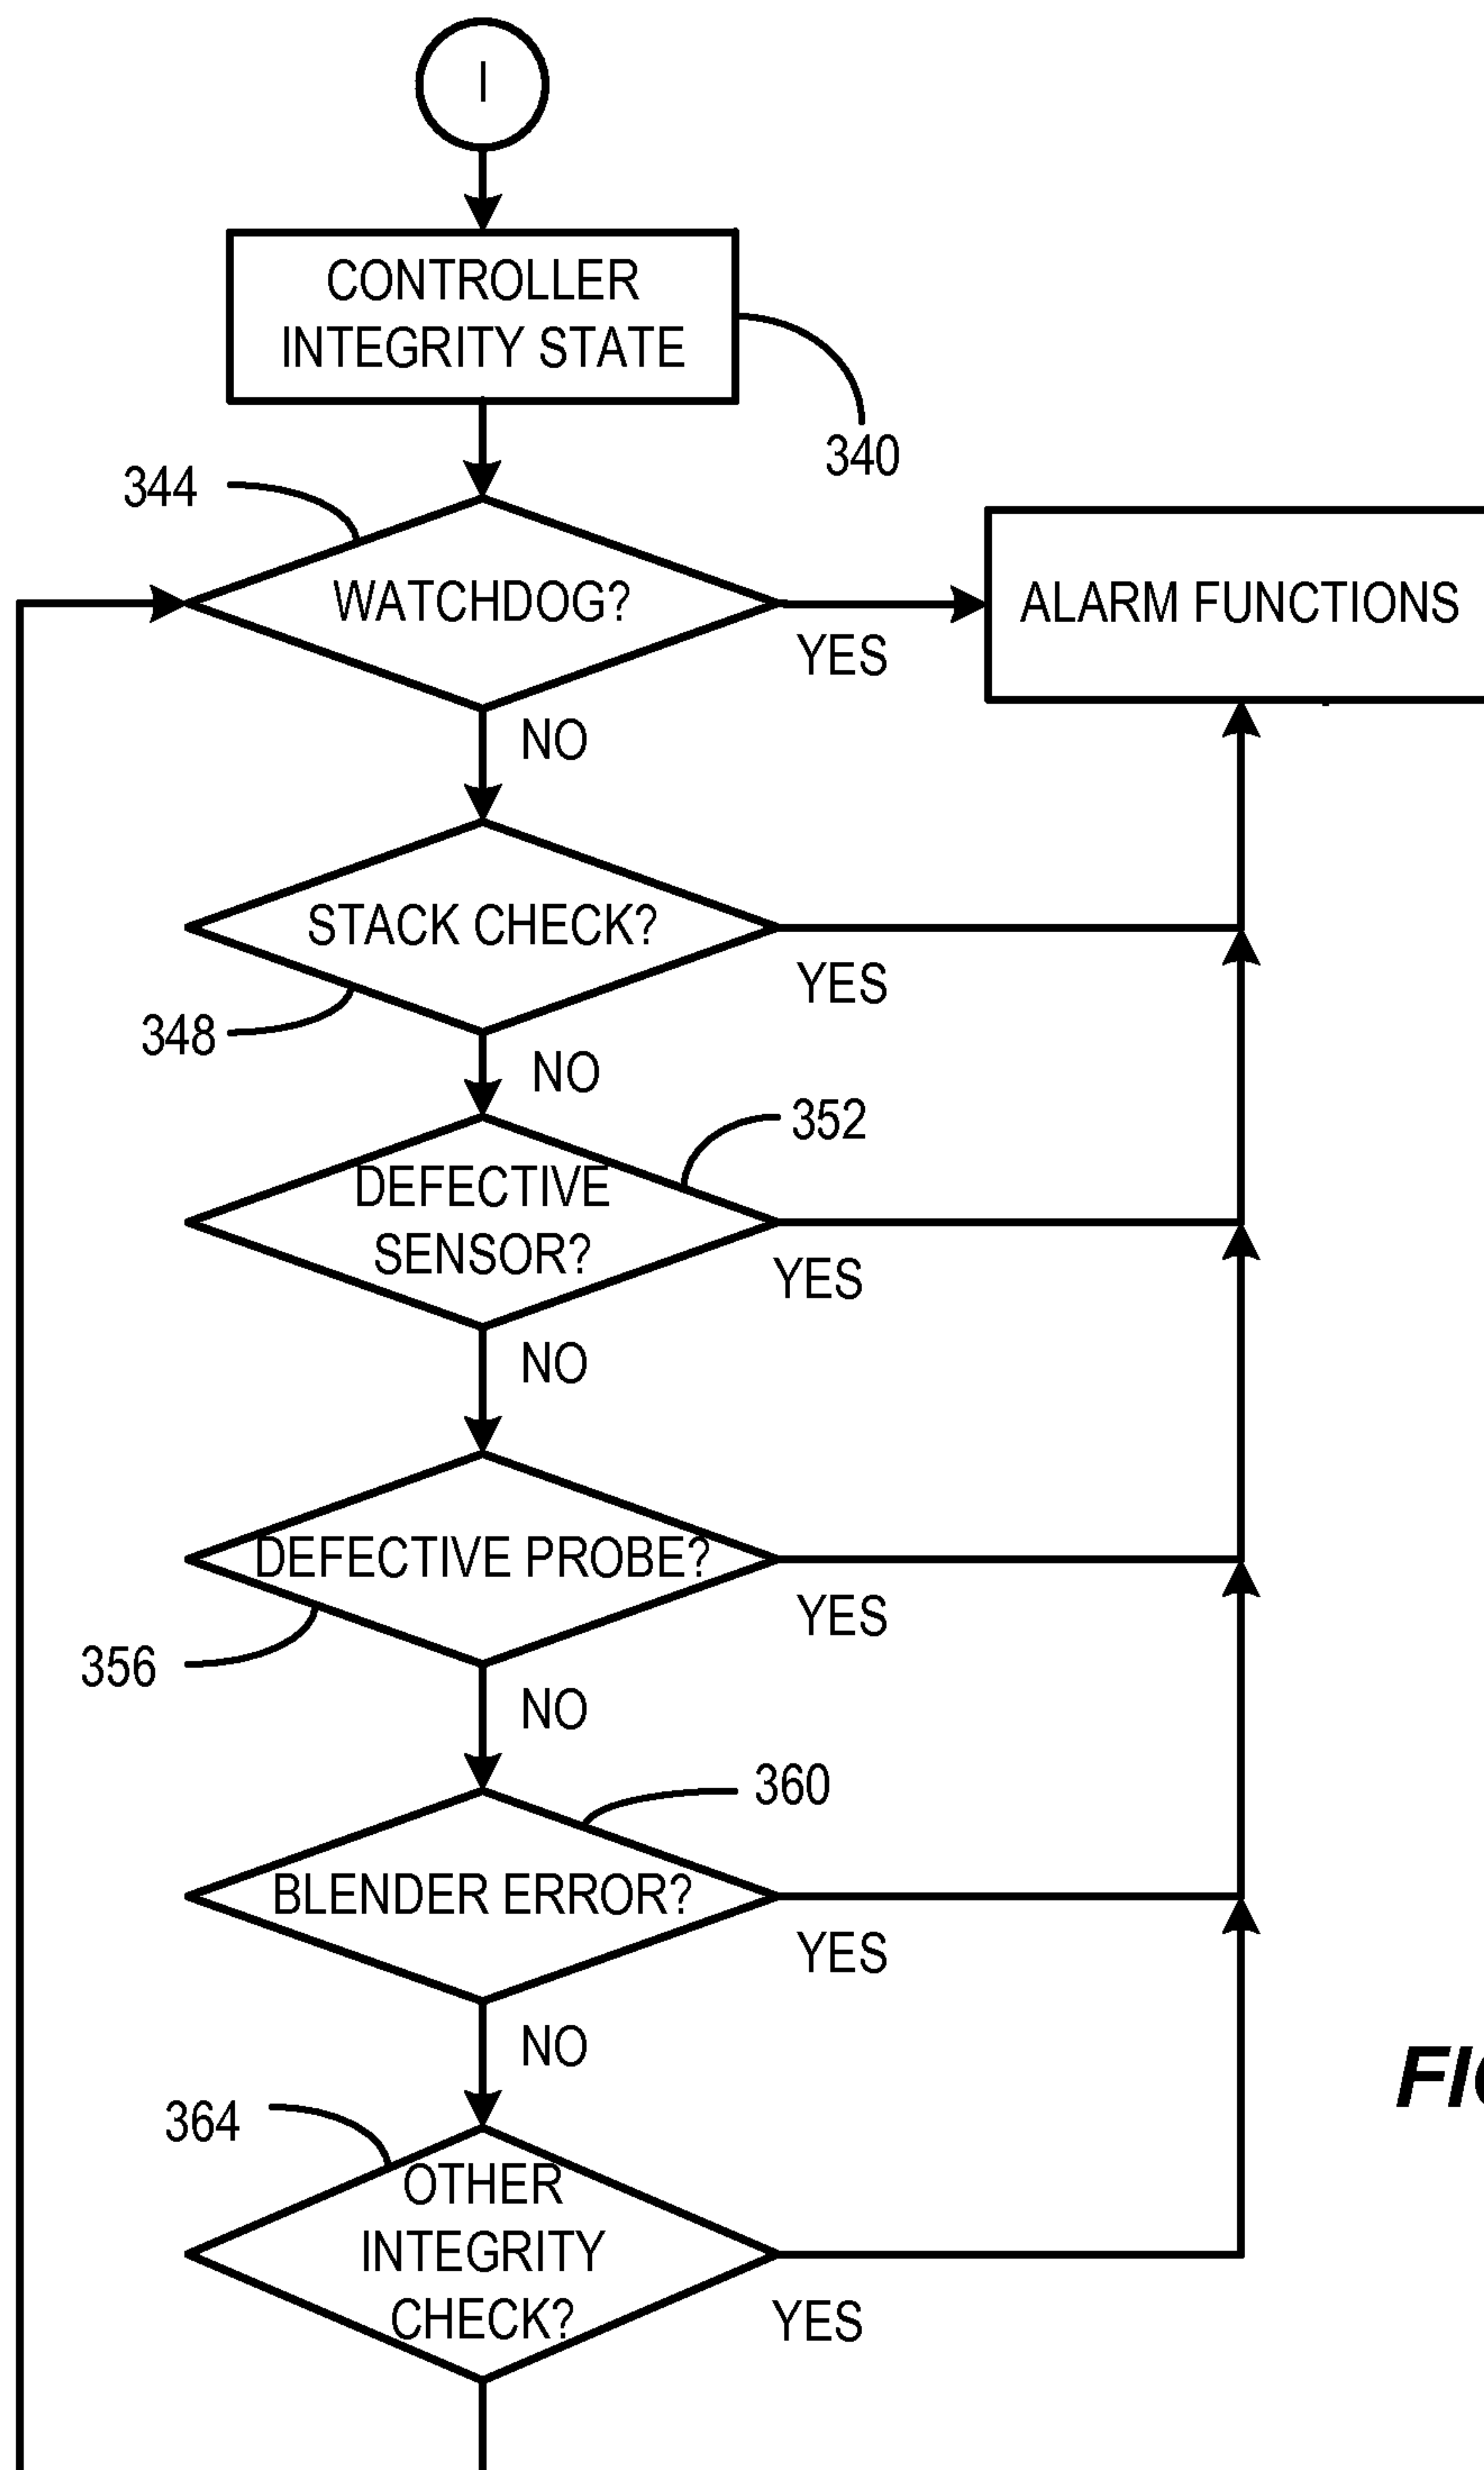 I
CONTROLLER
INTEGRITY STATE
340
344
WATCHDOG?
YES
ALARM FUNCTIONS
NO
STACK CHECK?
YES
348
NO
352
DEFECTIVE
SENSOR?
YES
NO
DEFECTIVE PROBE?
YES
356
NO
360
BLENDER ERROR?
YES
NO
364
OTHER
INTEGRITY
CHECK?
YES